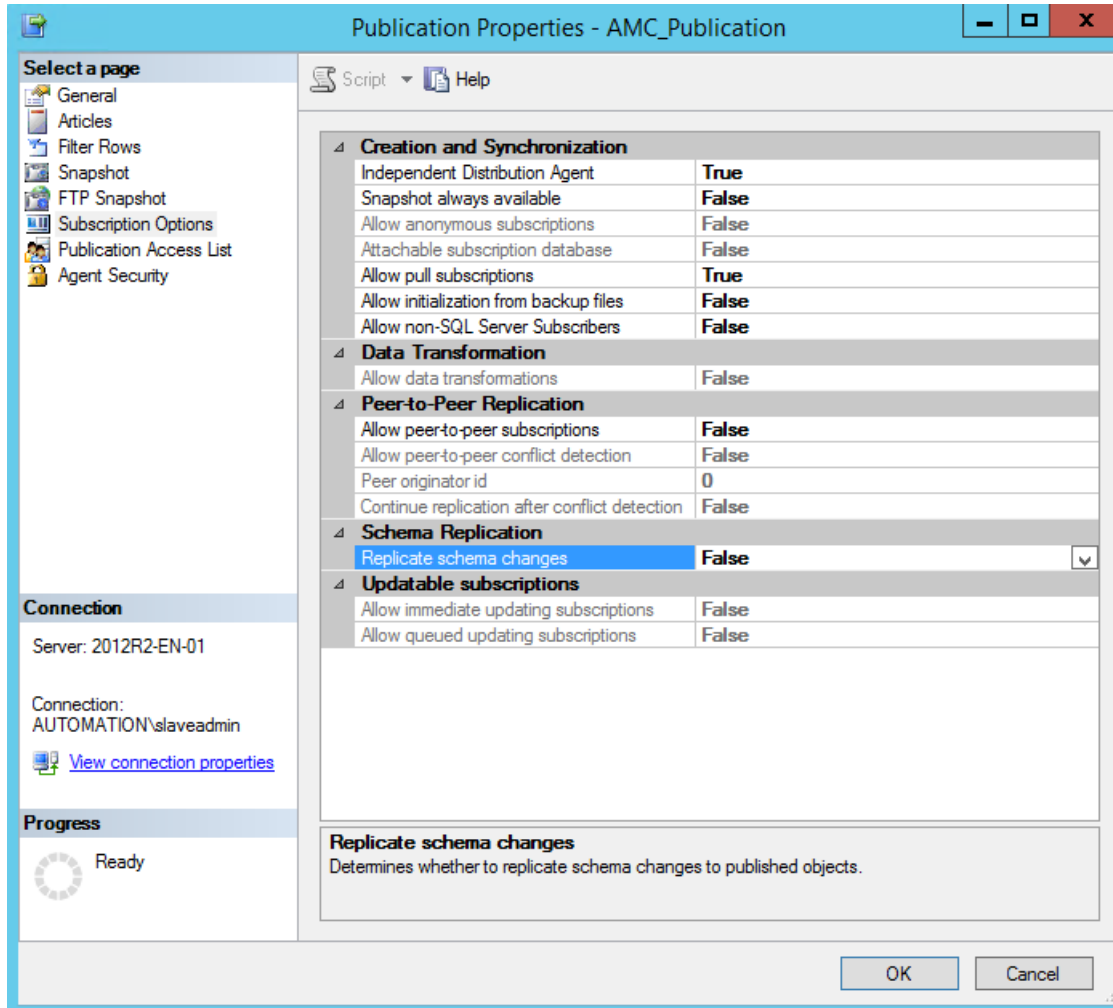 Publication Properties - AMC_Publication
Select a page
General
Articles
Filter Rows
Snapshot
FTP Snapshot
Subscription Options
Publication Access List
Agent Security
Script Help
Creation and Synchronization
Independent Distribution Agent True
Snapshot always available False
Allow anonymous subscriptions False
Attachable subscription database False
Allow pull subscriptions True
Allow initialization from backup files False
Allow non-SQL Server Subscribers False
Data Transformation
Allow data transformations False
Peer-to-Peer Replication
Allow peer-to-peer subscriptions False
Allow peer-to-peer conflict detection False
Peer originator id 0
Continue replication after conflict detection False
Schema Replication
Replicate schema changes False
Updatable subscriptions
Allow immediate updating subscriptions False
Allow queued updating subscriptions False
Connection
Server: 2012R2-EN-01
Connection:
AUTOMATION\slaveadmin
View connection properties
Progress
Ready
Replicate schema changes
Determines whether to replicate schema changes to published objects.
OK Cancel